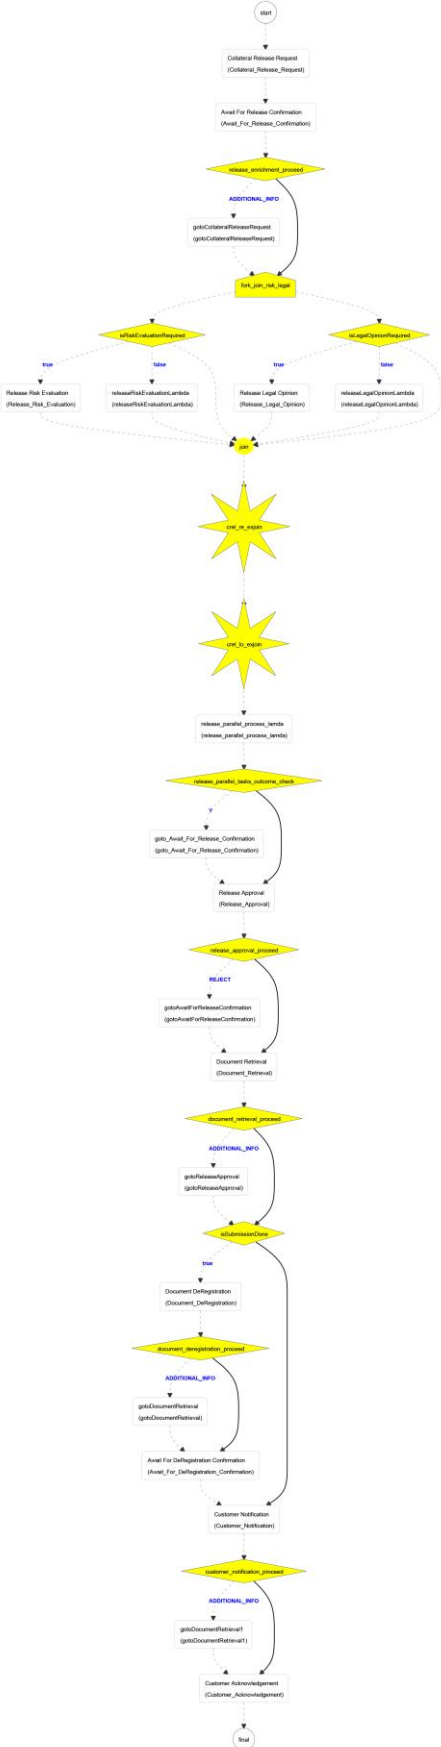 start
Collateral Release Request
(Collateral_Release_Request)
Await For Release Confirmation
(Await_For_Release_Confirmation)
release_enrichment_proceed
ADDITIONAL_INFO
gotoCollateralReleaseRequest
(gotoCollateralReleaseRequest)
fork_join_risk_legal
isRiskEvaluationRequired
isLegalOpinionRequired
true
false
true
false
Release Risk Evaluation
(Release_Risk_Evaluation)
releaseRiskEvaluationLambda
(releaseRiskEvaluationLambda)
Release Legal Opinion
(Release_Legal_Opinion)
releaseLegalOpinionLambda
(releaseLegalOpinionLambda)
join
crel_re_exjoin
crel_lo_exjoin
release_parallel_process_lamda
(release_parallel_process_lamda)
release_parallel_tasks_outcome_check
Y
goto_Await_For_Release_Confirmation
(goto_Await_For_Release_Confirmation)
Release Approval
(Release_Approval)
release_approval_proceed
REJECT
gotoAwaitForReleaseConfirmation
(gotoAwaitForReleaseConfirmation)
Document Retrieval
(Document_Retrieval)
document_retrieval_proceed
ADDITIONAL_INFO
gotoReleaseApproval
(gotoReleaseApproval)
isSubmissionDone
true
Document DeRegistration
(Document_DeRegistration)
document_deregistration_proceed
ADDITIONAL_INFO
gotoDocumentRetrieval
(gotoDocumentRetrieval)
Await For DeRegistration Confirmation
(Await_For_DeRegistration_Confirmation)
Customer Notification
(Customer_Notification)
customer_notification_proceed
ADDITIONAL_INFO
gotoDocumentRetrieval1
(gotoDocumentRetrieval1)
Customer Acknowledgement
(Customer_Acknowledgement)
final